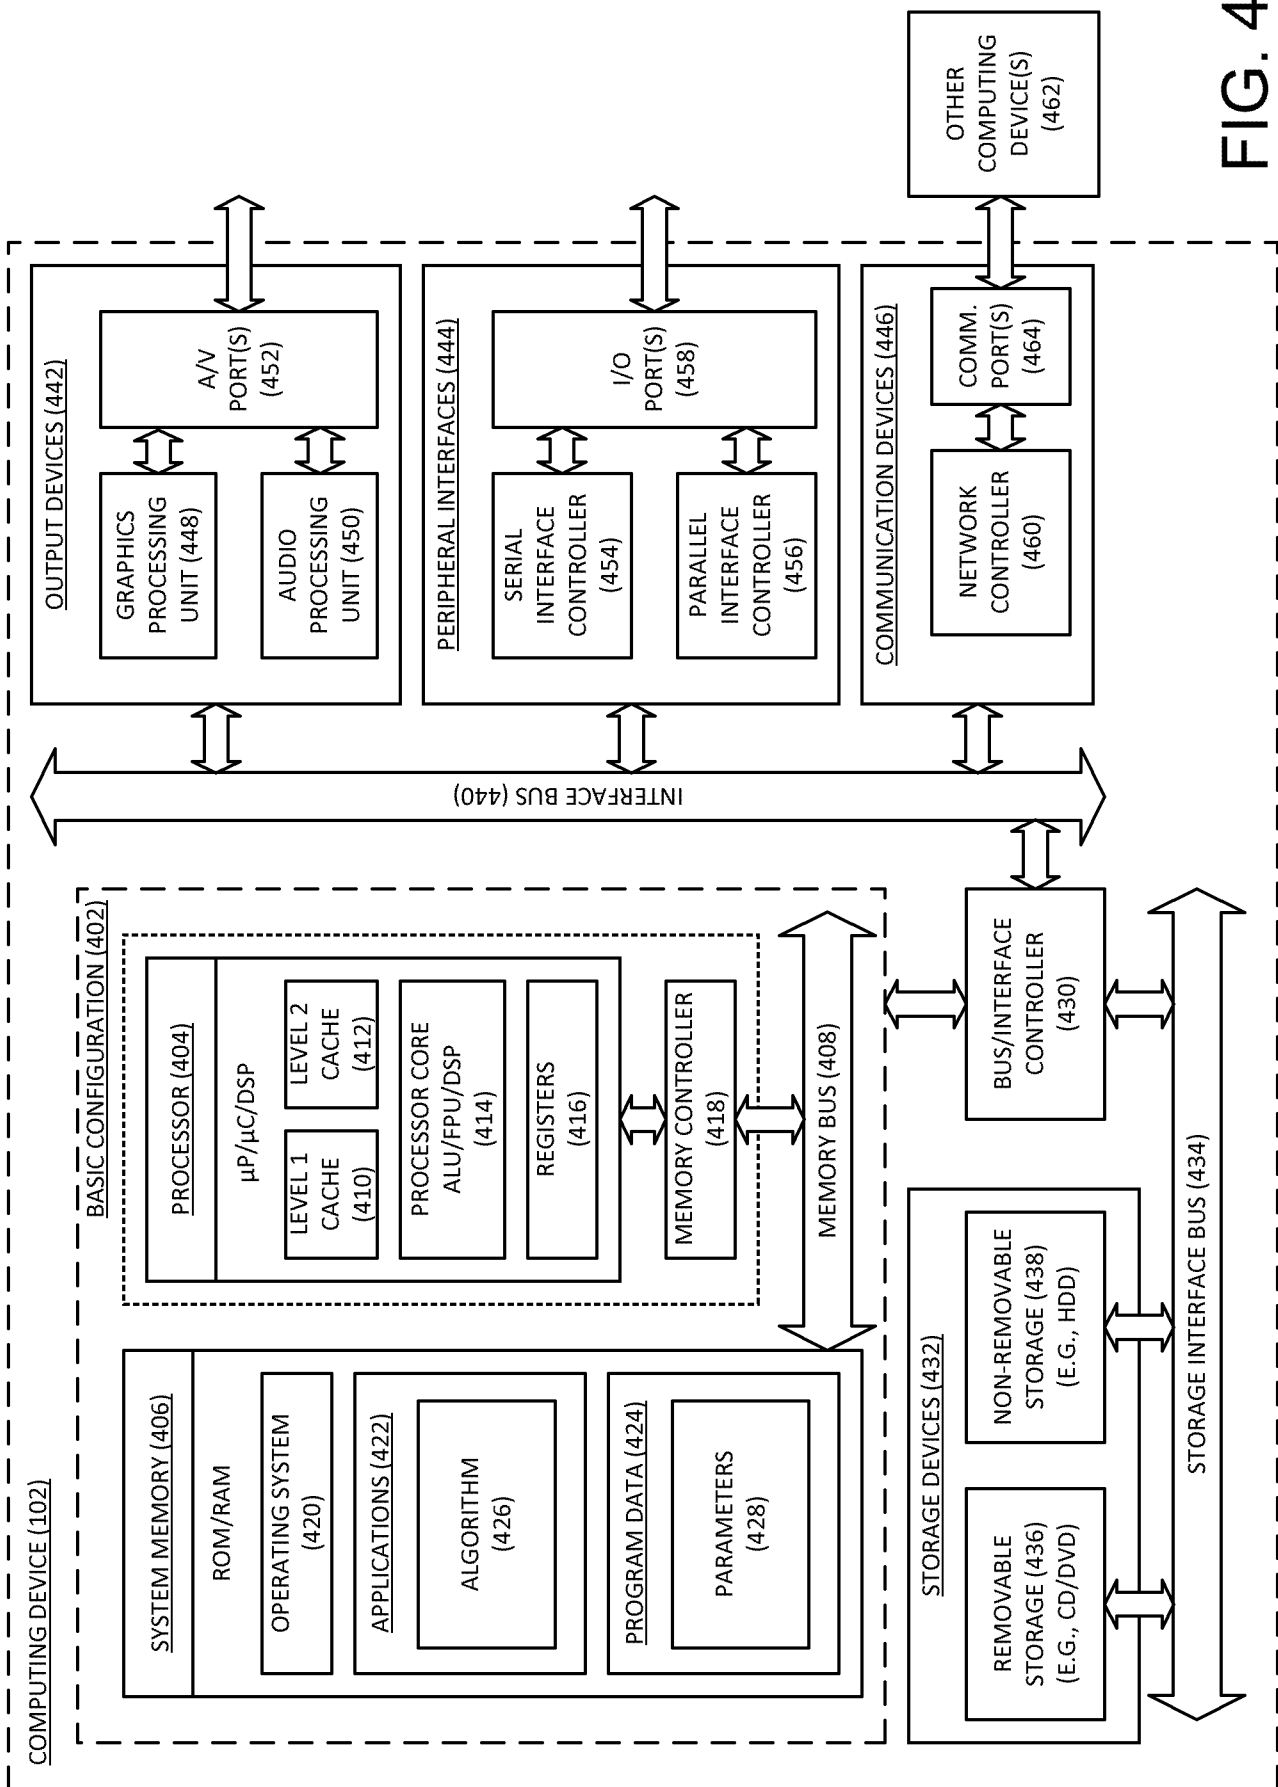 COMPUTING DEVICE (102)
BASIC CONFIGURATION (402)
SYSTEM MEMORY (406)
ROM/RAM
OPERATING SYSTEM
(420)
APPLICATIONS (422)
ALGORITHM
(426)
PROGRAM DATA (424)
PARAMETERS
(428)
PROCESSOR (404)
µP/µC/DSP
LEVEL 1
CACHE
(410)
LEVEL 2
CACHE
(412)
PROCESSOR CORE
ALU/FPU/DSP
(414)
REGISTERS
(416)
MEMORY CONTROLLER
(418)
MEMORY BUS (408)
BUS/INTERFACE
CONTROLLER
(430)
STORAGE DEVICES (432)
REMOVABLE
STORAGE (436)
(E.G., CD/DVD)
NON-REMOVABLE
STORAGE (438)
(E.G., HDD)
STORAGE INTERFACE BUS (434)
INTERFACE BUS (440)
OUTPUT DEVICES (442)
GRAPHICS
PROCESSING
UNIT (448)
AUDIO
PROCESSING
UNIT (450)
A/V
PORT(S)
(452)
PERIPHERAL INTERFACES (444)
SERIAL
INTERFACE
CONTROLLER
(454)
PARALLEL
INTERFACE
CONTROLLER
(456)
I/O
PORT(S)
(458)
COMMUNICATION DEVICES (446)
NETWORK
CONTROLLER
(460)
COMM.
PORT(S)
(464)
OTHER
COMPUTING
DEVICE(S)
(462)
FIG. 4